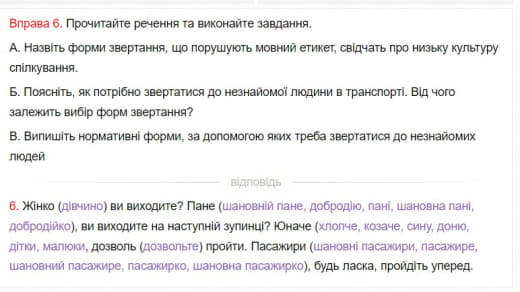 Вправа 6. Прочитайте речення та виконайте завдання.
А. Назвіть форми звертання, що порушують мовний етикет, свідчать про низьку культуру
спілкування.
Б. Поясніть, як потрібно звертатися до незнайомої людини в транспорті. Від чого
залежить вибір форм звертання?
В. Випишіть нормативні форми, за допомогою яких треба звертатися до незнайомих
людей
відповідь
6. Жінко (дівчино) ви виходите? Пане (шановній пане, добродію, пані, шановна пані,
добродійко), ви виходите на наступній зупинці? Юначе (хлопче, козаче, сину, доню,
дітки, малюки, дозволь (дозвольте) пройти. Пасажири (шановні пасажири, пасажире,
шановний пасажире, пасажирко, шановна пасажирко), будь ласка, пройдіть уперед.